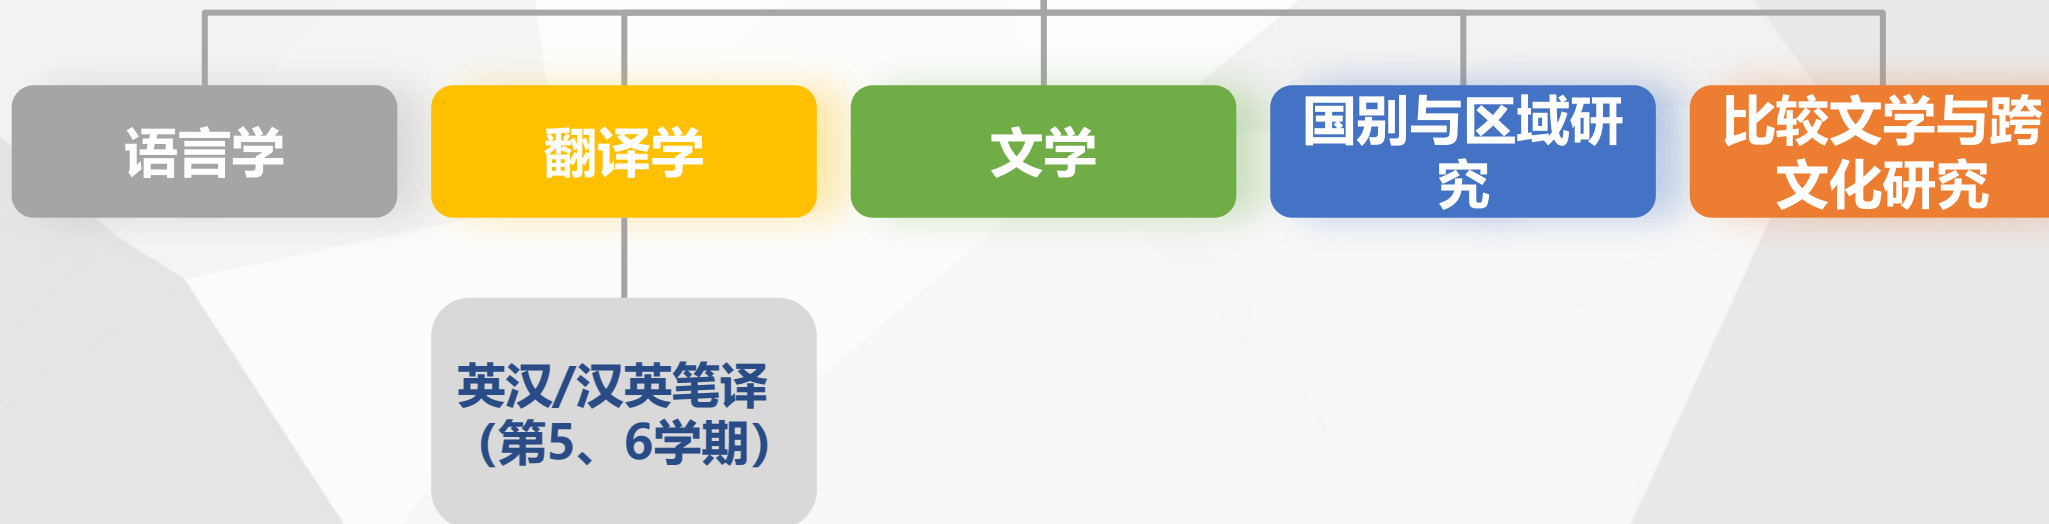 语言学
翻译学
文学
国别与区域研
究
比较文学与跨
文化研究
英汉/汉英笔译
（第5、6学期）